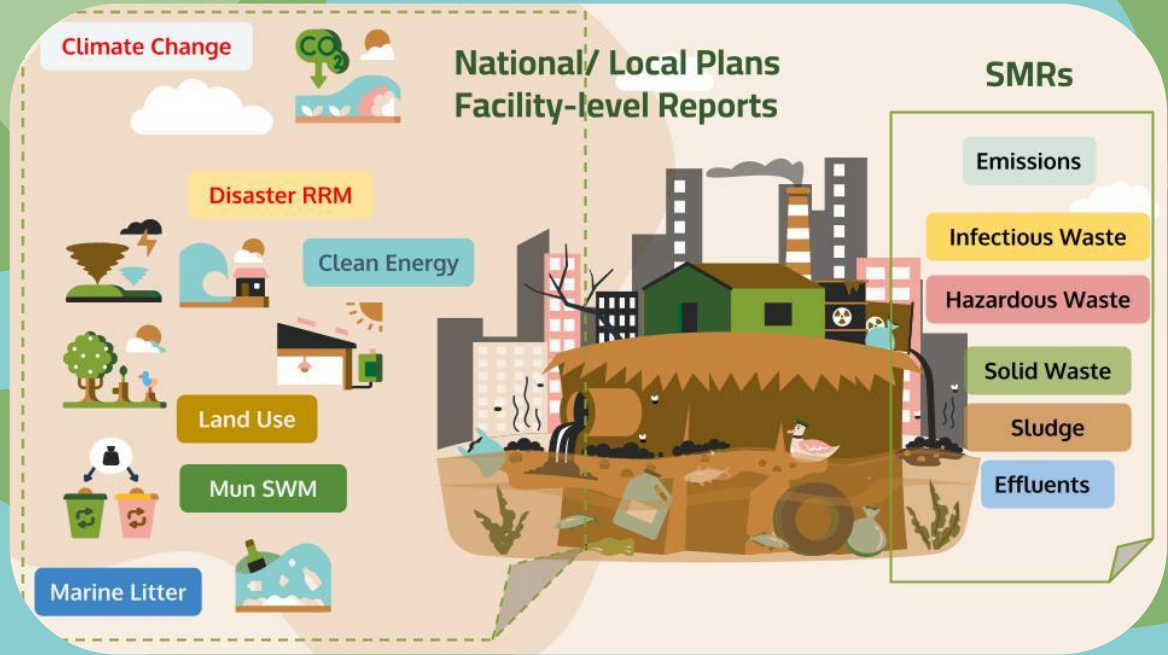 Climate Change
CO2
National/ Local Plans
Facility-level Reports
SMRs
Disaster RRM
Clean Energy
Land Use
Mun SWM
Marine Litter
Emissions
Infectious Waste
Hazardous Waste
Solid Waste
Sludge
Effluents